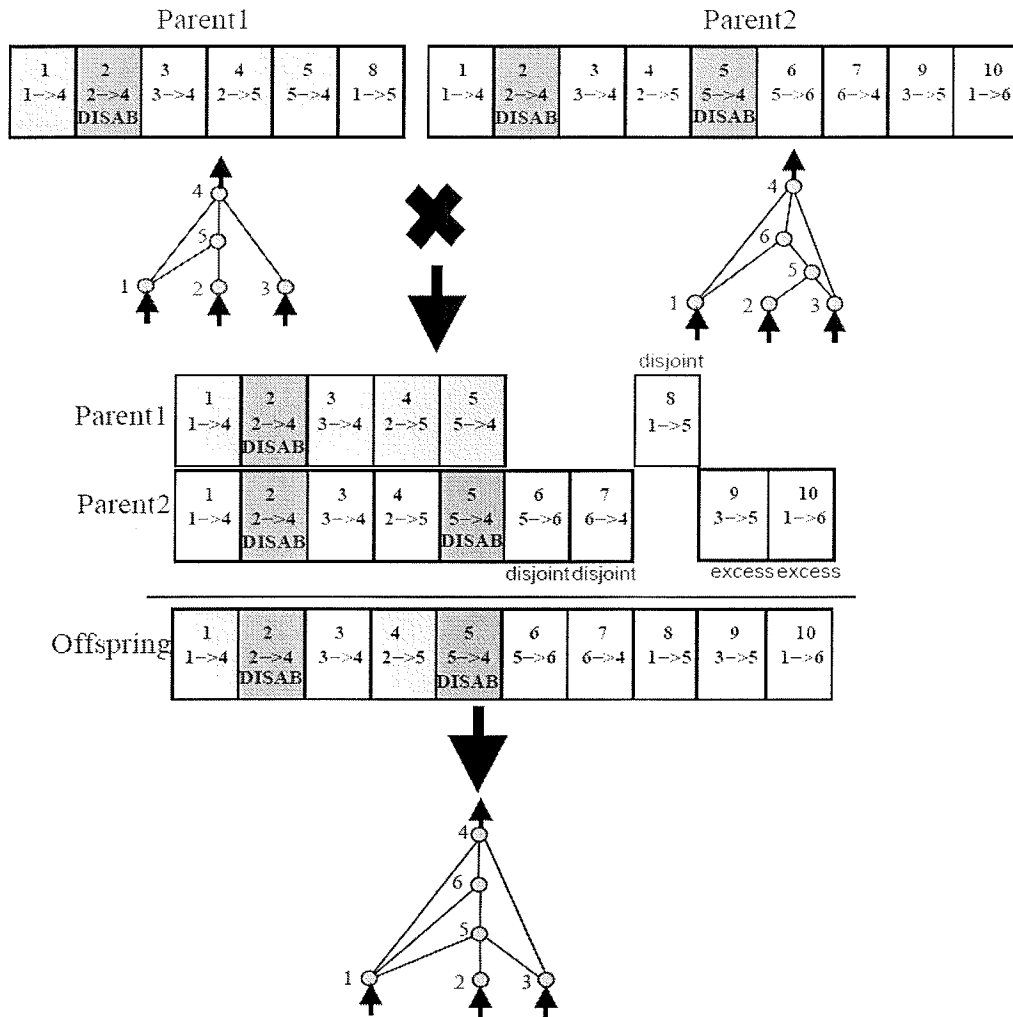 Parent1
Parent2
1 2 3 4 5 8
1->4 2->4 3->4 2->5 5->4 1->5
DISAB
1 2 3 4 5 6 7 9 10
1->4 2->4 3->4 2->5 5->4 5->6 6->4 3->5 1->6
DISAB DISAB
4
5
1 2 3
4
6
5
1 2 3
disjoint
Parent1
1 2 3 4 5 8
1->4 2->4 3->4 2->5 5->4 1->5
DISAB
Parent2
1 2 3 4 5 6 7 9 10
1->4 2->4 3->4 2->5 5->4 5->6 6->4 3->5 1->6
DISAB DISAB
disjoint disjoint excess excess
Offspring
1 2 3 4 5 6 7 8 9 10
1->4 2->4 3->4 2->5 5->4 5->6 6->4 1->5 3->5 1->6
DISAB DISAB
4
6
5
1 2 3